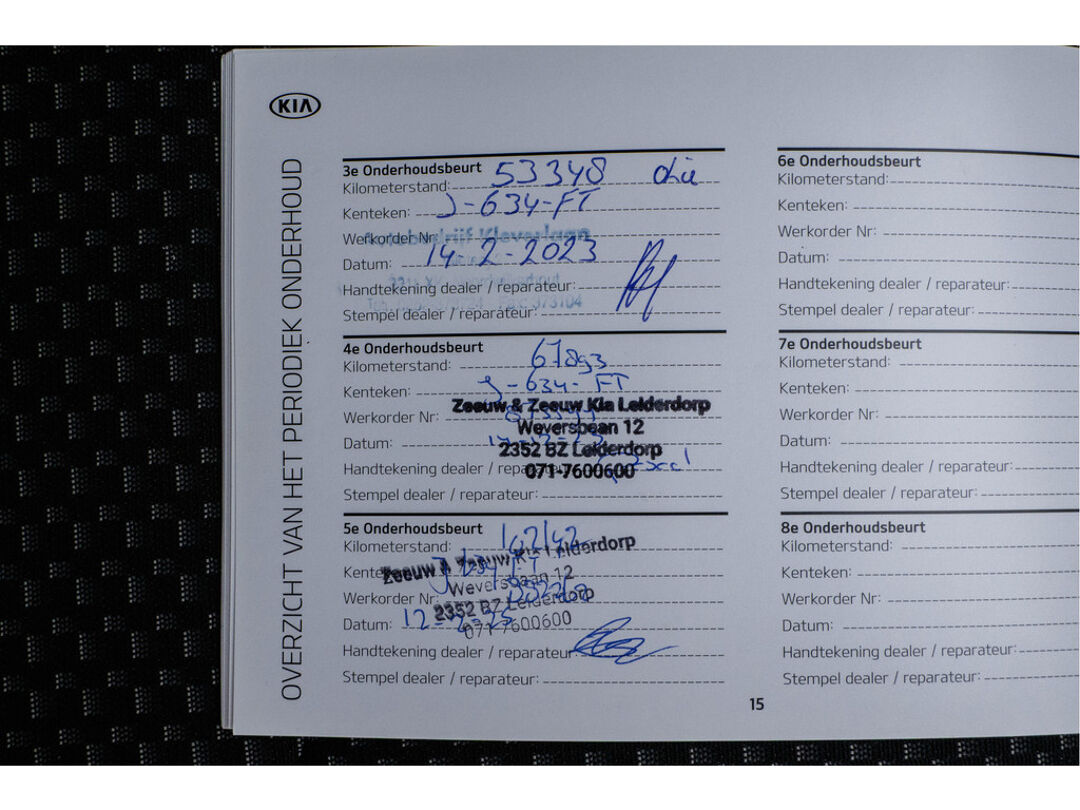 KIA
OVERZICHT VAN HET PERIODIEK ONDERHOUD
3e Onderhoudsbeurt
Kilometerstand: 53348 olie
Kenteken: J-634-FT
Werkorder Nr:
Autobedrijf Kleverlaan
Datum: 14-2-2023
Handtekening dealer / reparateur:
Stempel dealer / reparateur:
4e Onderhoudsbeurt
Kilometerstand: 67893
Kenteken: J-634-FT
Zeeuw & Zeeuw Kia Leiderdorp
Werkorder Nr:
Weversbaan 12
Datum:
2352 BZ Leiderdorp
Handtekening dealer / reparateur:
071-7600600
Stempel dealer / reparateur:
5e Onderhoudsbeurt
Kilometerstand:
Zeeuw & Zeeuw Kia Leiderdorp
Kenteken:
Weversbaan 12
Werkorder Nr:
2352 BZ Leiderdorp
Datum: 12-2-25
071-7600600
Handtekening dealer / reparateur:
Stempel dealer / reparateur:
6e Onderhoudsbeurt
Kilometerstand:
Kenteken:
Werkorder Nr:
Datum:
Handtekening dealer / reparateur:
Stempel dealer / reparateur:
7e Onderhoudsbeurt
Kilometerstand:
Kenteken:
Werkorder Nr:
Datum:
Handtekening dealer / reparateur:
Stempel dealer / reparateur:
8e Onderhoudsbeurt
Kilometerstand:
Kenteken:
Werkorder Nr:
Datum:
Handtekening dealer / reparateur:
Stempel dealer / reparateur:
15